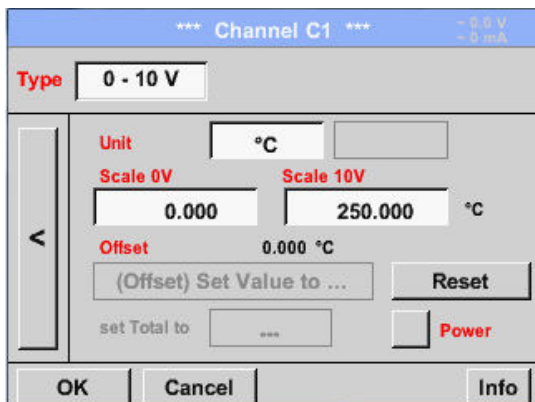 *** Channel C1 ***
~ 0.0 V
~ 0 mA
Type 0 - 10 V
Unit °C
Scale 0V Scale 10V
0.000 250.000 °C
<
Offset 0.000 °C
(Offset) Set Value to ... Reset
set Total to --- Power
OK Cancel Info